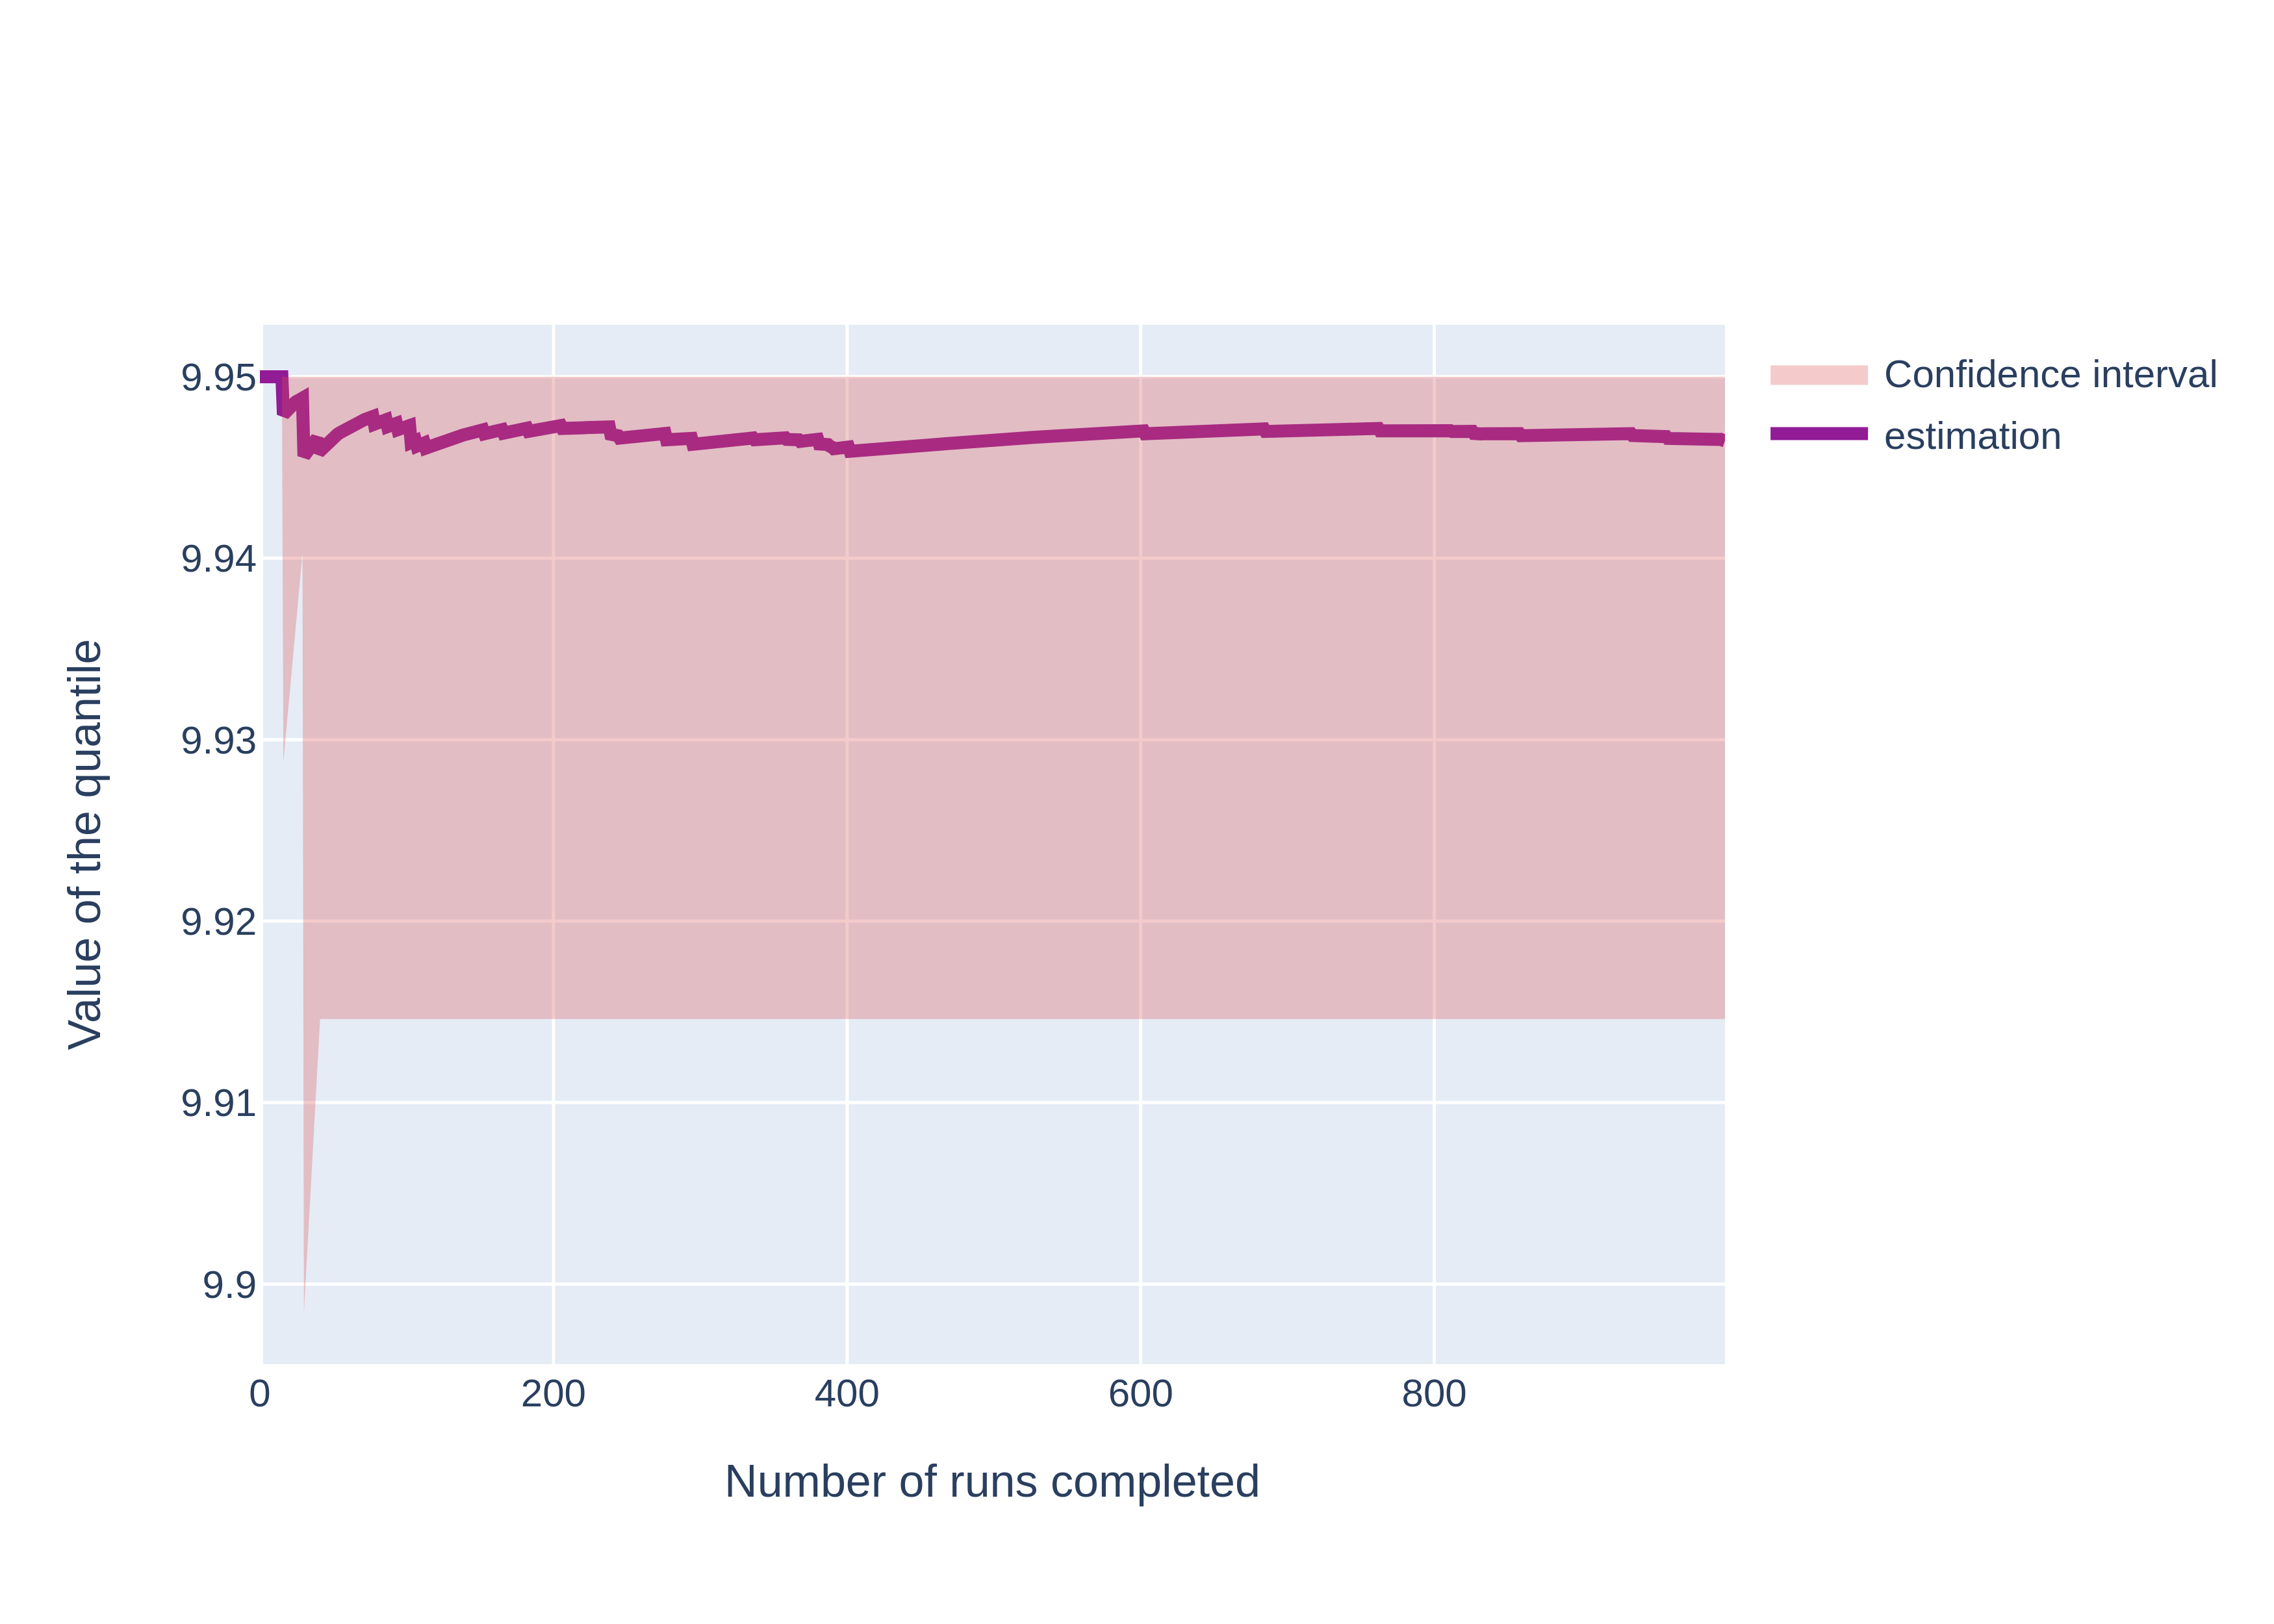 9.95
9.94
9.93
9.92
9.91
9.9
0
200
400
600
800
Number of runs completed
Value of the quantile
Confidence interval
estimation